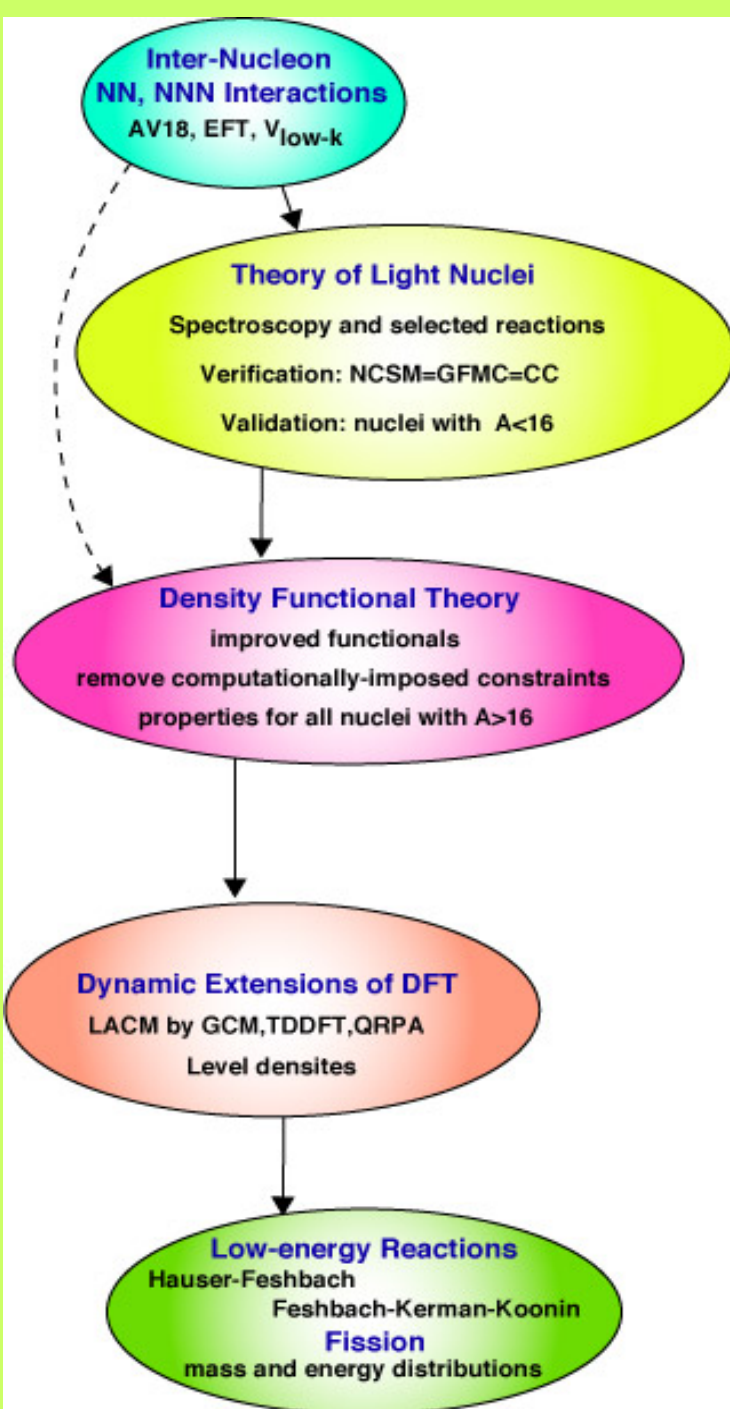 Inter-Nucleon
NN, NNN Interactions
AV18, EFT, Vlow-k
Theory of Light Nuclei
Spectroscopy and selected reactions
Verification: NCSM=GFMC=CC
Validation: nuclei with A<16
Density Functional Theory
improved functionals
remove computationally-imposed constraints
properties for all nuclei with A>16
Dynamic Extensions of DFT
LACM by GCM,TDDFT,QRPA
Level densites
Low-energy Reactions
Hauser-Feshbach
Feshbach-Kerman-Koonin
Fission
mass and energy distributions